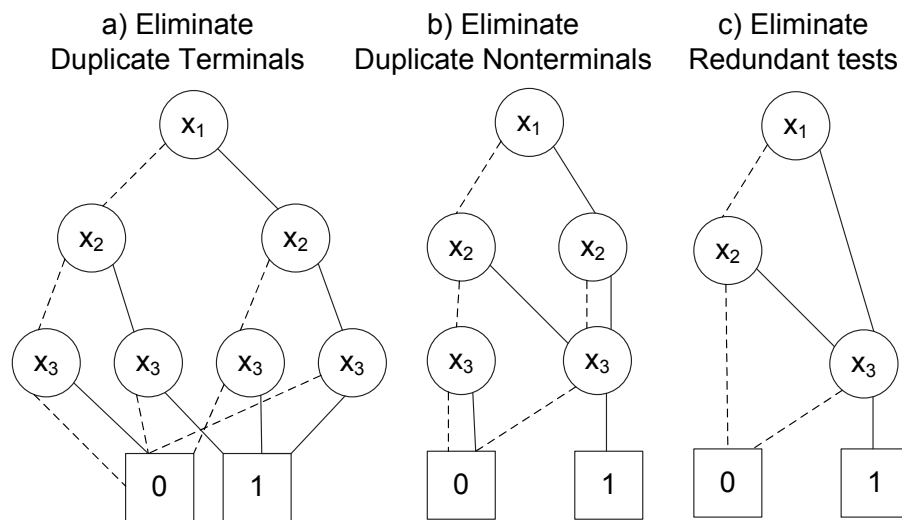 a) Eliminate
Duplicate Terminals
x₁
x₂ x₂
x₃ x₃ x₃ x₃
0 1
b) Eliminate
Duplicate Nonterminals
x₁
x₂ x₂
x₃ x₃
0 1
c) Eliminate
Redundant tests
x₁
x₂
x₃
0 1